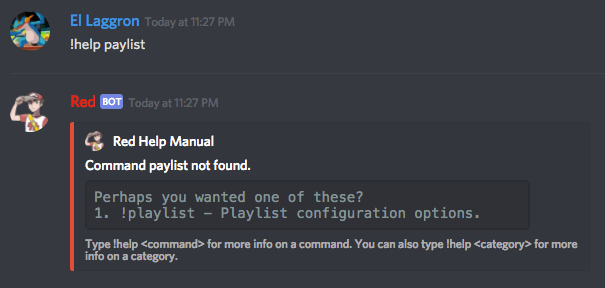 El Laggron Today at 11:27 PM
!help paylist
Red BOT Today at 11:27 PM
Red Help Manual
Command paylist not found.
Perhaps you wanted one of these?
1. !playlist – Playlist configuration options.
Type !help <command> for more info on a command. You can also type !help <category> for more
info on a category.